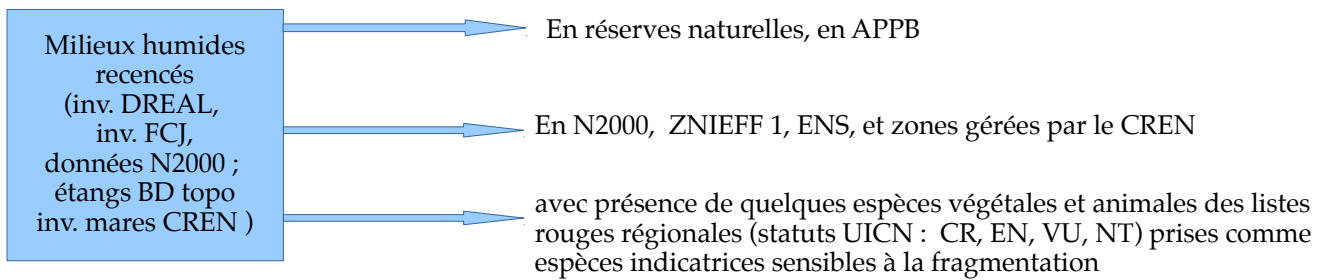 Milieux humides
recencés
(inv. DREAL,
inv. FCJ,
données N2000 ;
étangs BD topo
inv. mares CREN )
En réserves naturelles, en APPB
En N2000, ZNIEFF 1, ENS, et zones gérées par le CREN
avec présence de quelques espèces végétales et animales des listes
rouges régionales (statuts UICN : CR, EN, VU, NT) prises comme
espèces indicatrices sensibles à la fragmentation